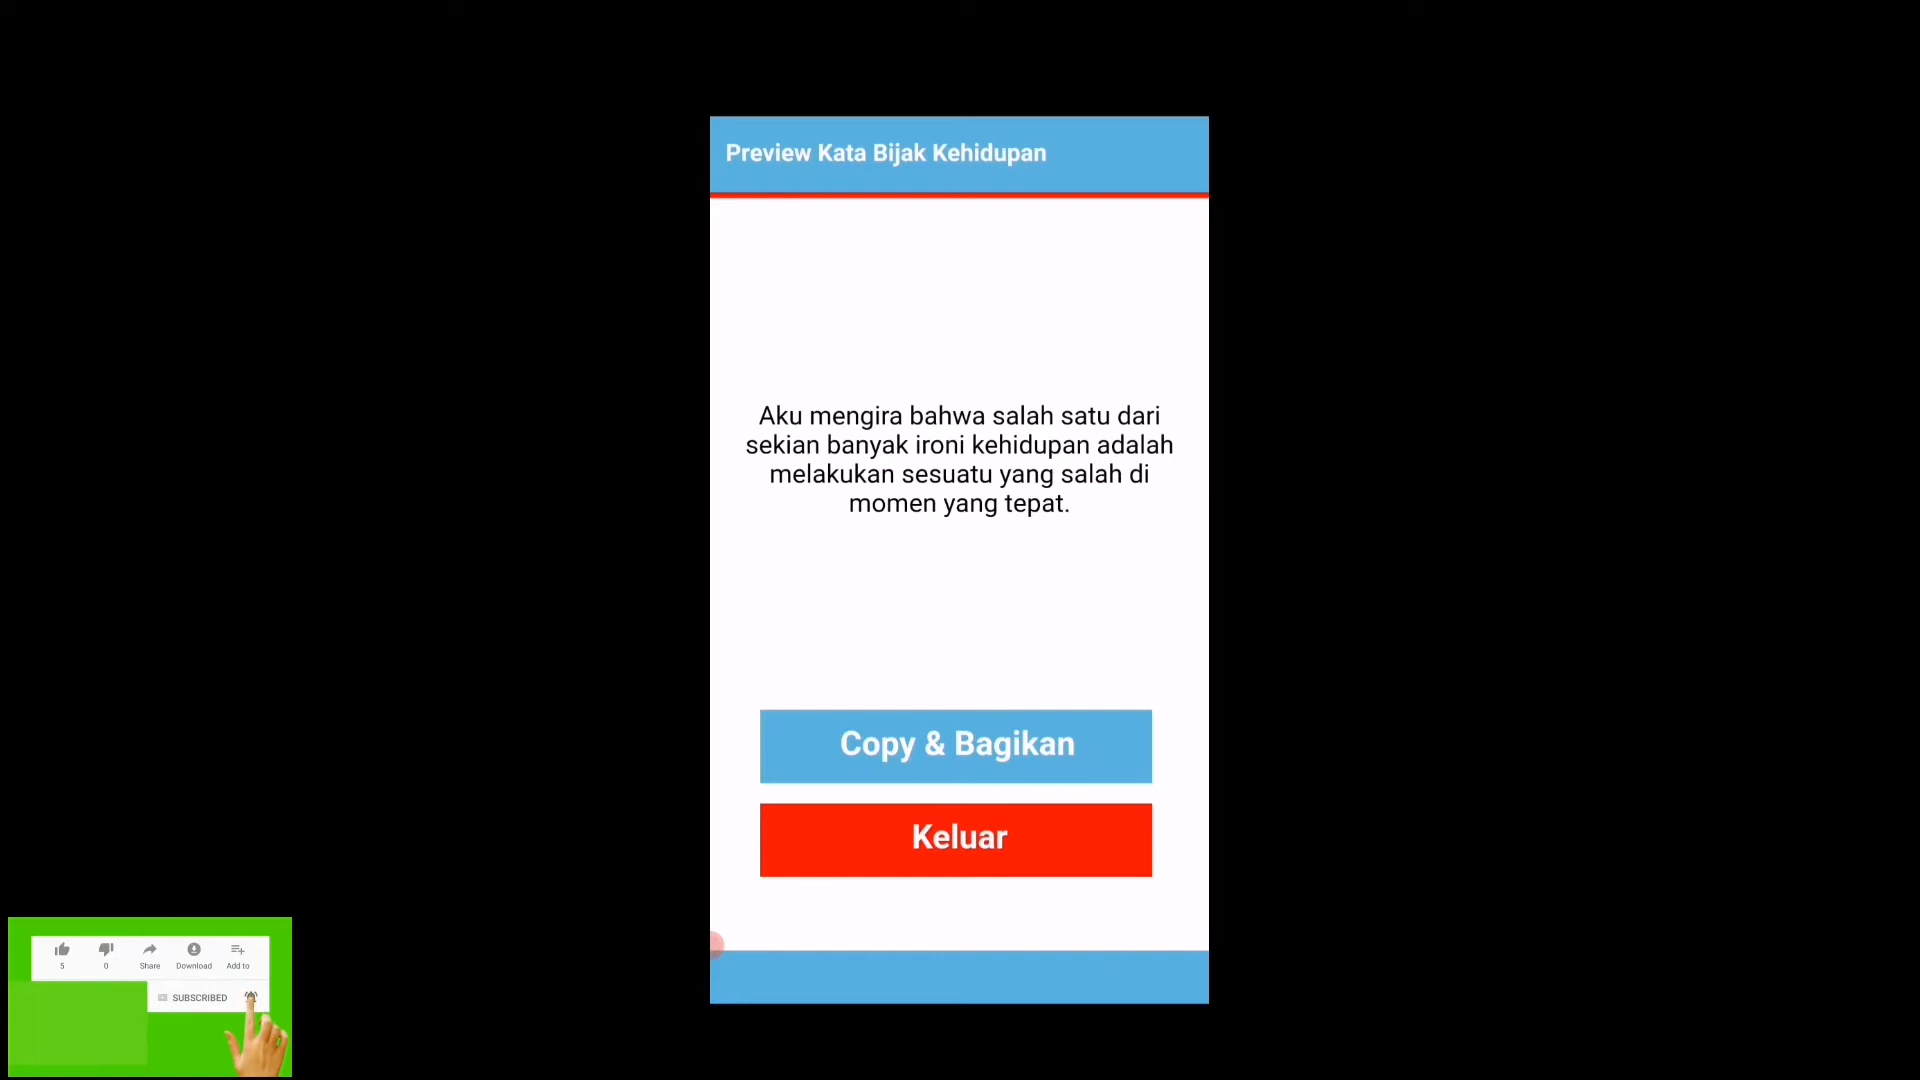 Preview Kata Bijak Kehidupan
Aku mengira bahwa salah satu dari
sekian banyak ironi kehidupan adalah
melakukan sesuatu yang salah di
momen yang tepat.
Copy & Bagikan
Keluar
5 0 Share Download Add to
SUBSCRIBED